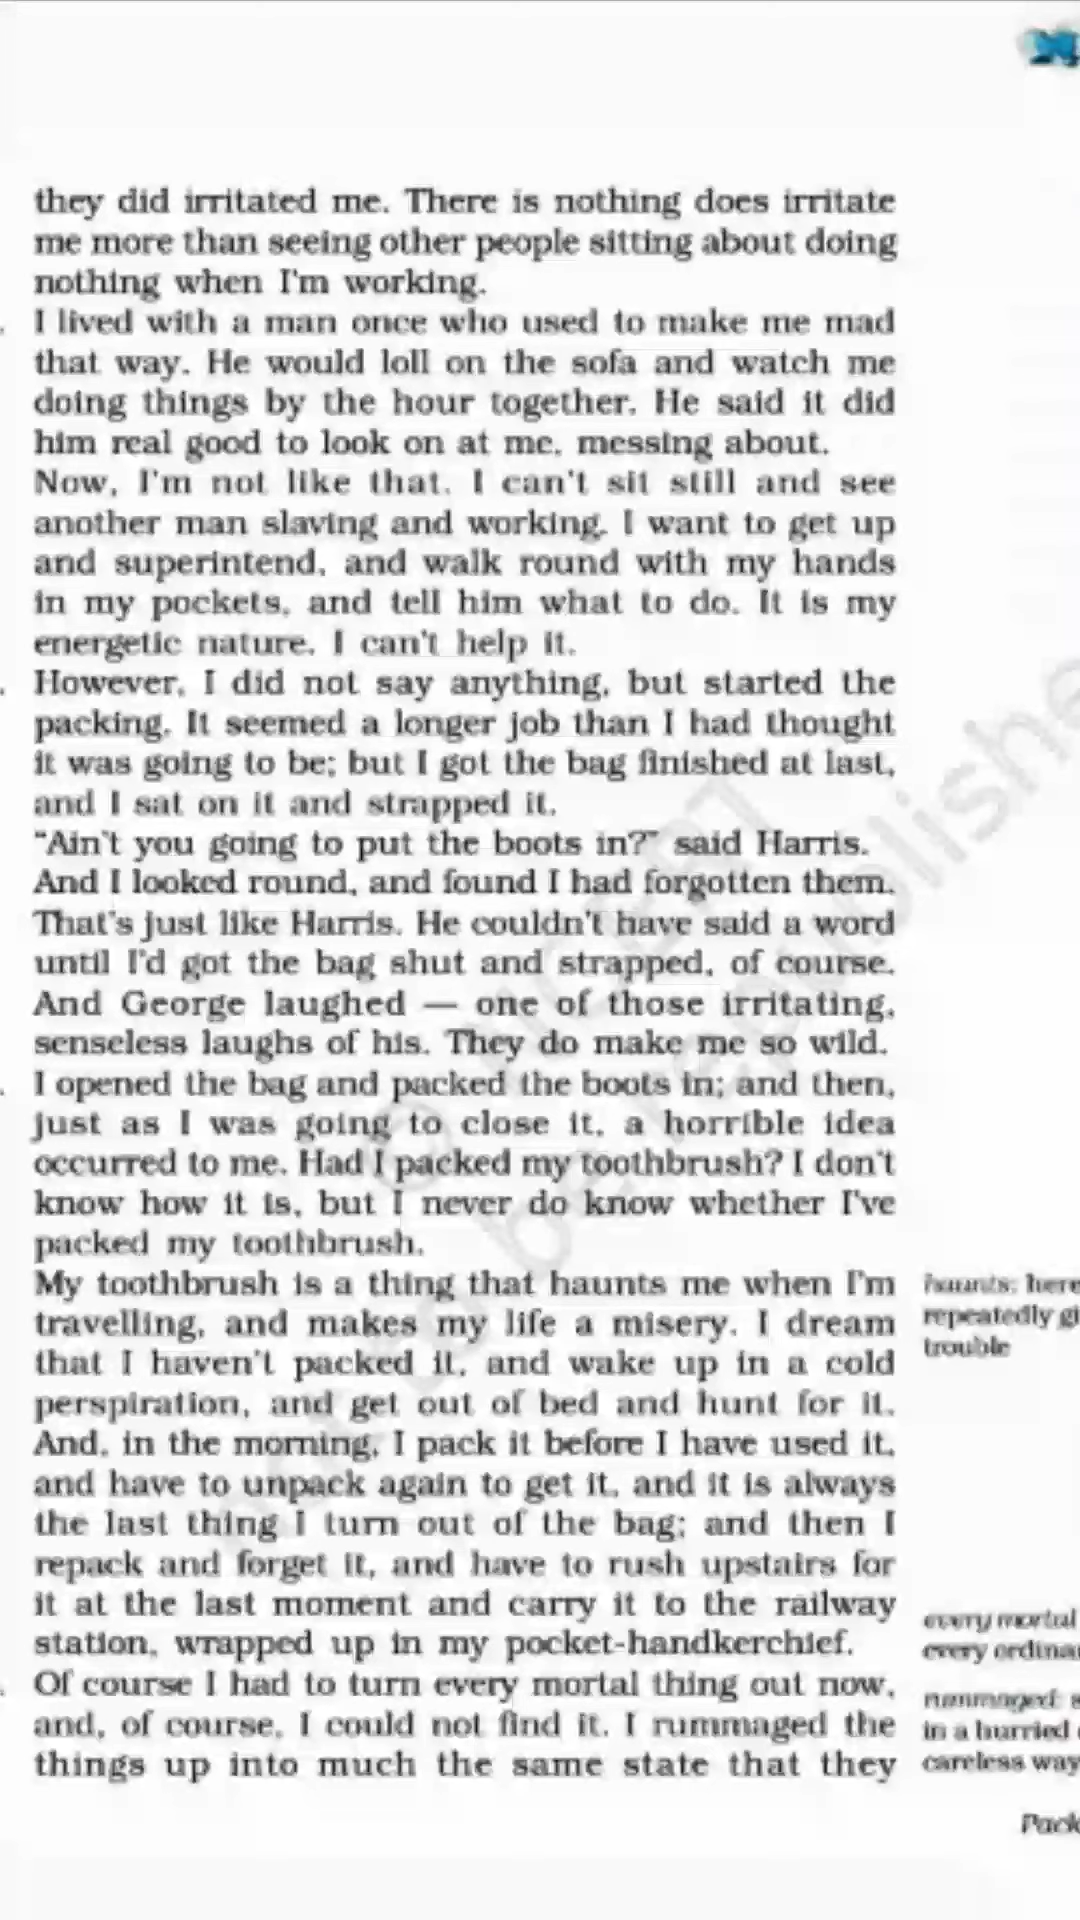 they did irritated me. There is nothing does irritate
me more than seeing other people sitting about doing
nothing when I'm working.
I lived with a man once who used to make me mad
that way. He would loll on the sofa and watch me
doing things by the hour together. He said it did
him real good to look on at me, messing about.
Now, I'm not like that. I can't sit still and see
another man slaving and working. I want to get up
and superintend, and walk round with my hands
in my pockets, and tell him what to do. It is my
energetic nature. I can't help it.
However, I did not say anything, but started the
packing. It seemed a longer job than I had thought
it was going to be; but I got the bag finished at last,
and I sat on it and strapped it.
“Ain't you going to put the boots in?” said Harris.
And I looked round, and found I had forgotten them.
That's just like Harris. He couldn't have said a word
until I'd got the bag shut and strapped, of course.
And George laughed — one of those irritating,
senseless laughs of his. They do make me so wild.
I opened the bag and packed the boots in; and then,
just as I was going to close it, a horrible idea
occurred to me. Had I packed my toothbrush? I don't
know how it is, but I never do know whether I've
packed my toothbrush.
My toothbrush is a thing that haunts me when I'm
travelling, and makes my life a misery. I dream
that I haven't packed it, and wake up in a cold
perspiration, and get out of bed and hunt for it.
And, in the morning, I pack it before I have used it,
and have to unpack again to get it, and it is always
the last thing I turn out of the bag; and then I
repack and forget it, and have to rush upstairs for
it at the last moment and carry it to the railway
station, wrapped up in my pocket-handkerchief.
Of course I had to turn every mortal thing out now,
and, of course, I could not find it. I rummaged the
things up into much the same state that they
haunts: here
repeatedly gi
trouble
every mortal
every ordina
rummaged: s
in a hurried
careless way
Pack
© NCERT
not to be republishe